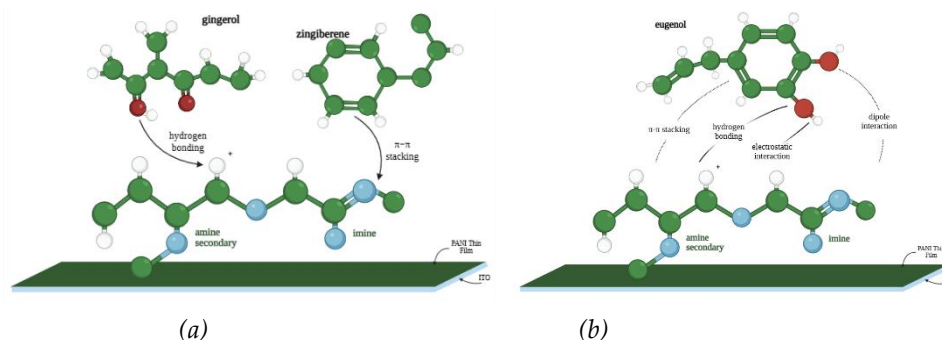 gingerol
zingiberene
hydrogen
bonding
+
π−π
stacking
amine
secondary
imine
PANI Thin
Film
ITO
(a)
eugenol
π-π stacking
hydrogen
bonding
electrostatic
interaction
dipole
interaction
+
amine
secondary
imine
PANI Thi
Film
(b)